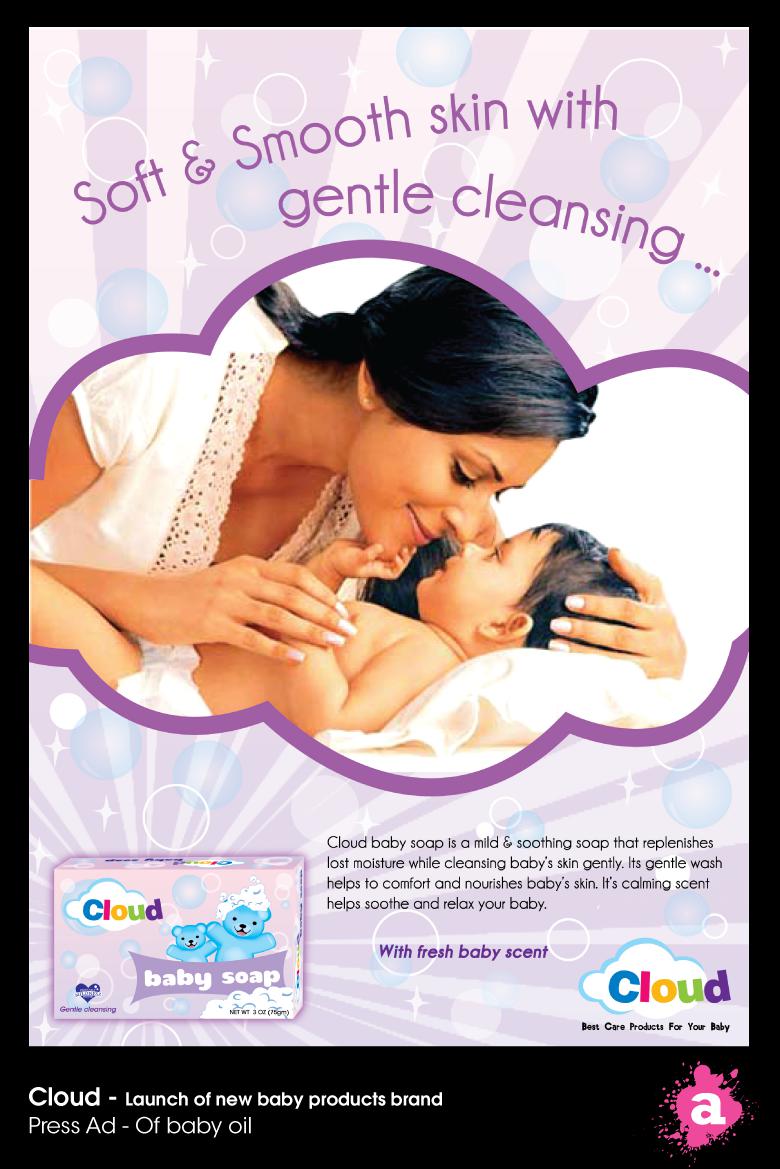 Soft & Smooth skin with
gentle cleansing ...
Cloud baby soap is a mild & soothing soap that replenishes
lost moisture while cleansing baby's skin gently. Its gentle wash
helps to comfort and nourishes baby's skin. It's calming scent
helps soothe and relax your baby.
With fresh baby scent
Cloud
baby soap
Cloud
baby soap
Gentle cleansing
NET WT 3 OZ (75gm)
Cloud
Best Care Products For Your Baby
Cloud - Launch of new baby products brand
Press Ad - Of baby oil
a